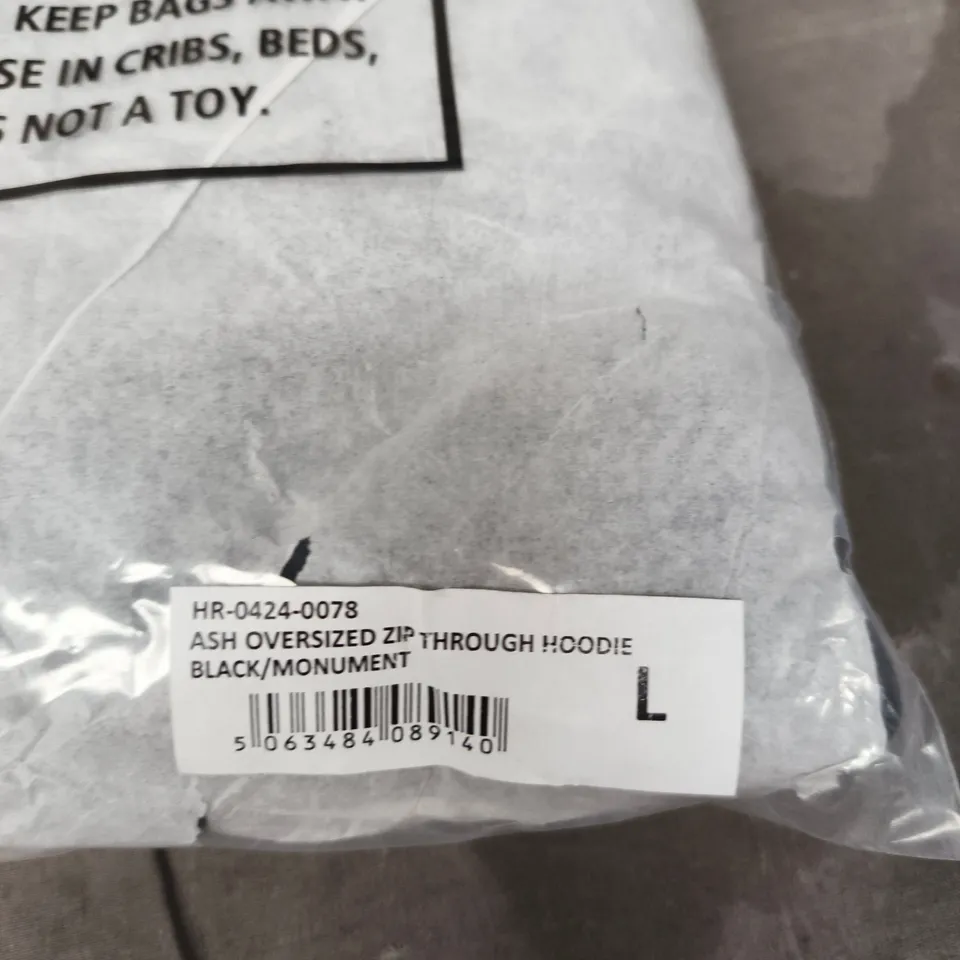 KEEP BAGS
SE IN CRIBS, BEDS,
S NOT A TOY.
HR-0424-0078
ASH OVERSIZED ZIP THROUGH HOODIE
BLACK/MONUMENT
L
5 063484 089140